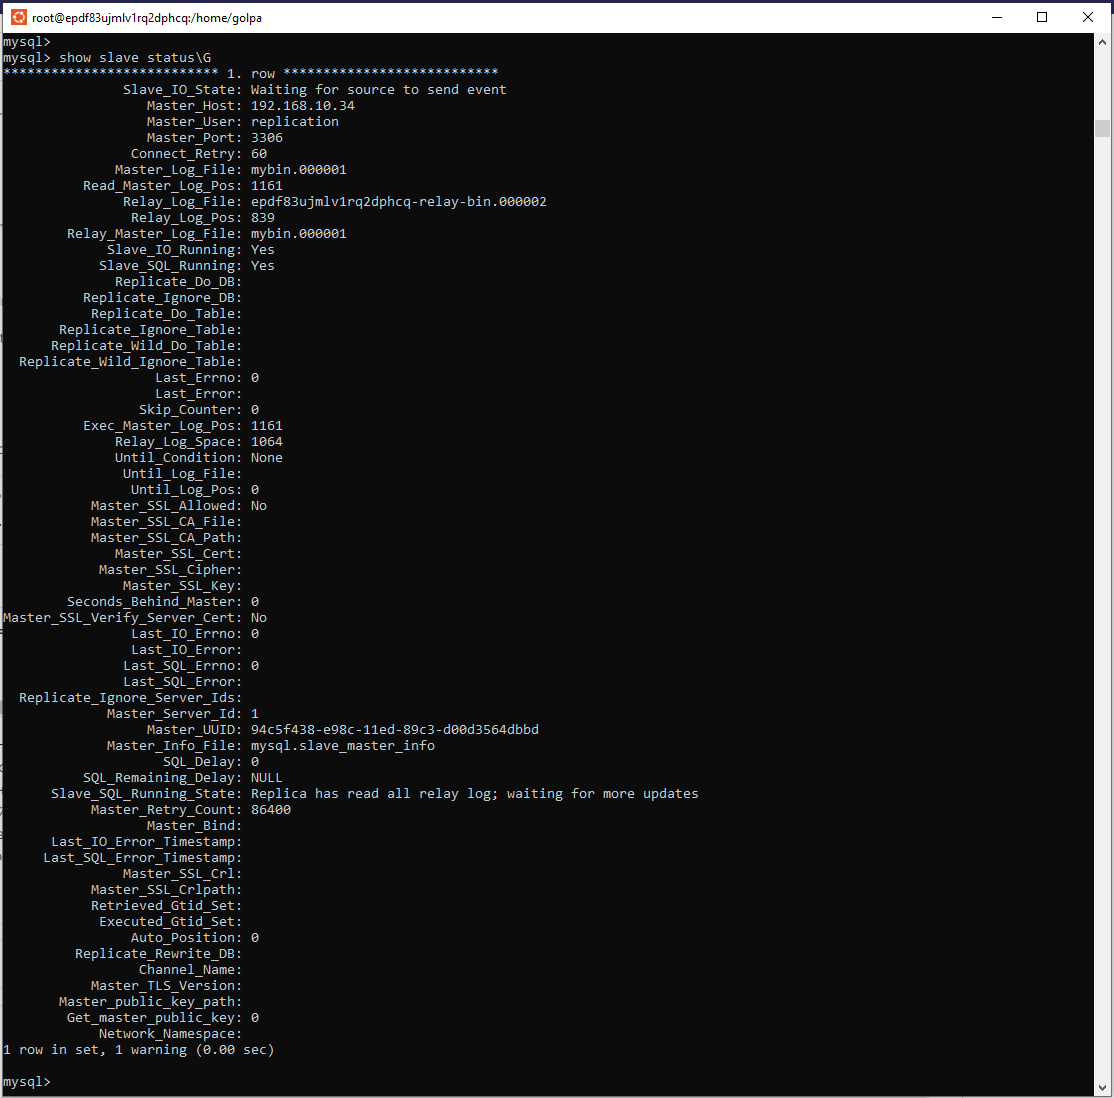 root@epdf83ujmlv1rq2dphcq:/home/golpa
mysql>
mysql> show slave status\G
*************************** 1. row ***************************
Slave_IO_State: Waiting for source to send event
Master_Host: 192.168.10.34
Master_User: replication
Master_Port: 3306
Connect_Retry: 60
Master_Log_File: mybin.000001
Read_Master_Log_Pos: 1161
Relay_Log_File: epdf83ujmlv1rq2dphcq-relay-bin.000002
Relay_Log_Pos: 839
Relay_Master_Log_File: mybin.000001
Slave_IO_Running: Yes
Slave_SQL_Running: Yes
Replicate_Do_DB:
Replicate_Ignore_DB:
Replicate_Do_Table:
Replicate_Ignore_Table:
Replicate_Wild_Do_Table:
Replicate_Wild_Ignore_Table:
Last_Errno: 0
Last_Error:
Skip_Counter: 0
Exec_Master_Log_Pos: 1161
Relay_Log_Space: 1064
Until_Condition: None
Until_Log_File:
Until_Log_Pos: 0
Master_SSL_Allowed: No
Master_SSL_CA_File:
Master_SSL_CA_Path:
Master_SSL_Cert:
Master_SSL_Cipher:
Master_SSL_Key:
Seconds_Behind_Master: 0
Master_SSL_Verify_Server_Cert: No
Last_IO_Errno: 0
Last_IO_Error:
Last_SQL_Errno: 0
Last_SQL_Error:
Replicate_Ignore_Server_Ids:
Master_Server_Id: 1
Master_UUID: 94c5f438-e98c-11ed-89c3-d00d3564dbbd
Master_Info_File: mysql.slave_master_info
SQL_Delay: 0
SQL_Remaining_Delay: NULL
Slave_SQL_Running_State: Replica has read all relay log; waiting for more updates
Master_Retry_Count: 86400
Master_Bind:
Last_IO_Error_Timestamp:
Last_SQL_Error_Timestamp:
Master_SSL_Crl:
Master_SSL_Crlpath:
Retrieved_Gtid_Set:
Executed_Gtid_Set:
Auto_Position: 0
Replicate_Rewrite_DB:
Channel_Name:
Master_TLS_Version:
Master_public_key_path:
Get_master_public_key: 0
Network_Namespace:
1 row in set, 1 warning (0.00 sec)
mysql>